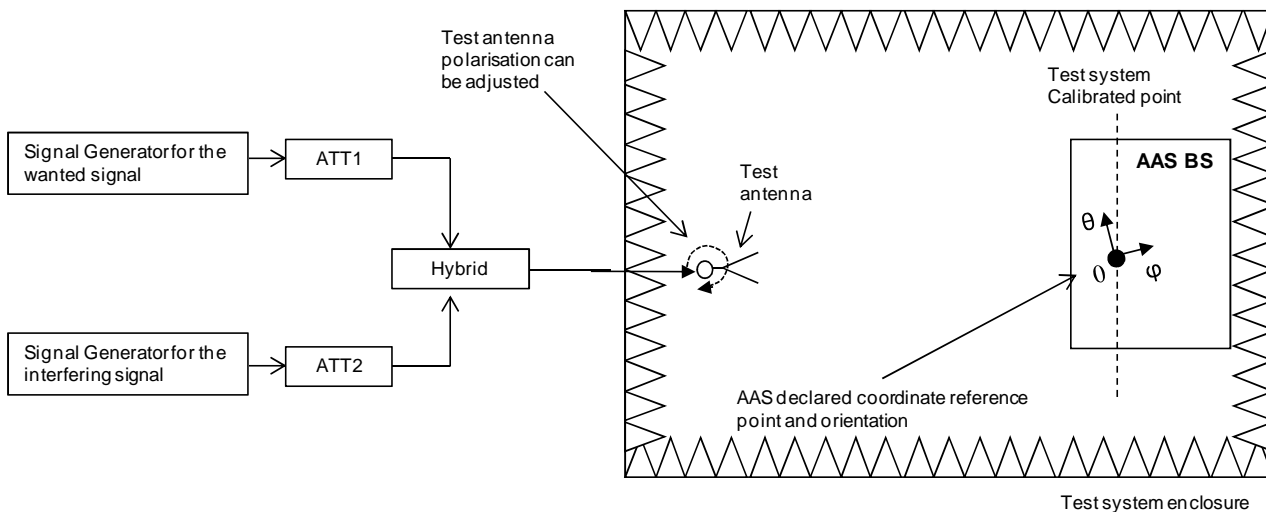 Test antenna
polarisation can
be adjusted
Test system
Calibrated point
Signal Generator for the
wanted signal
ATT1
AAS BS
Test
antenna
θ
Hybrid
0
φ
Signal Generator for the
interfering signal
ATT2
AAS declared coordinate reference
point and orientation
Test system enclosure